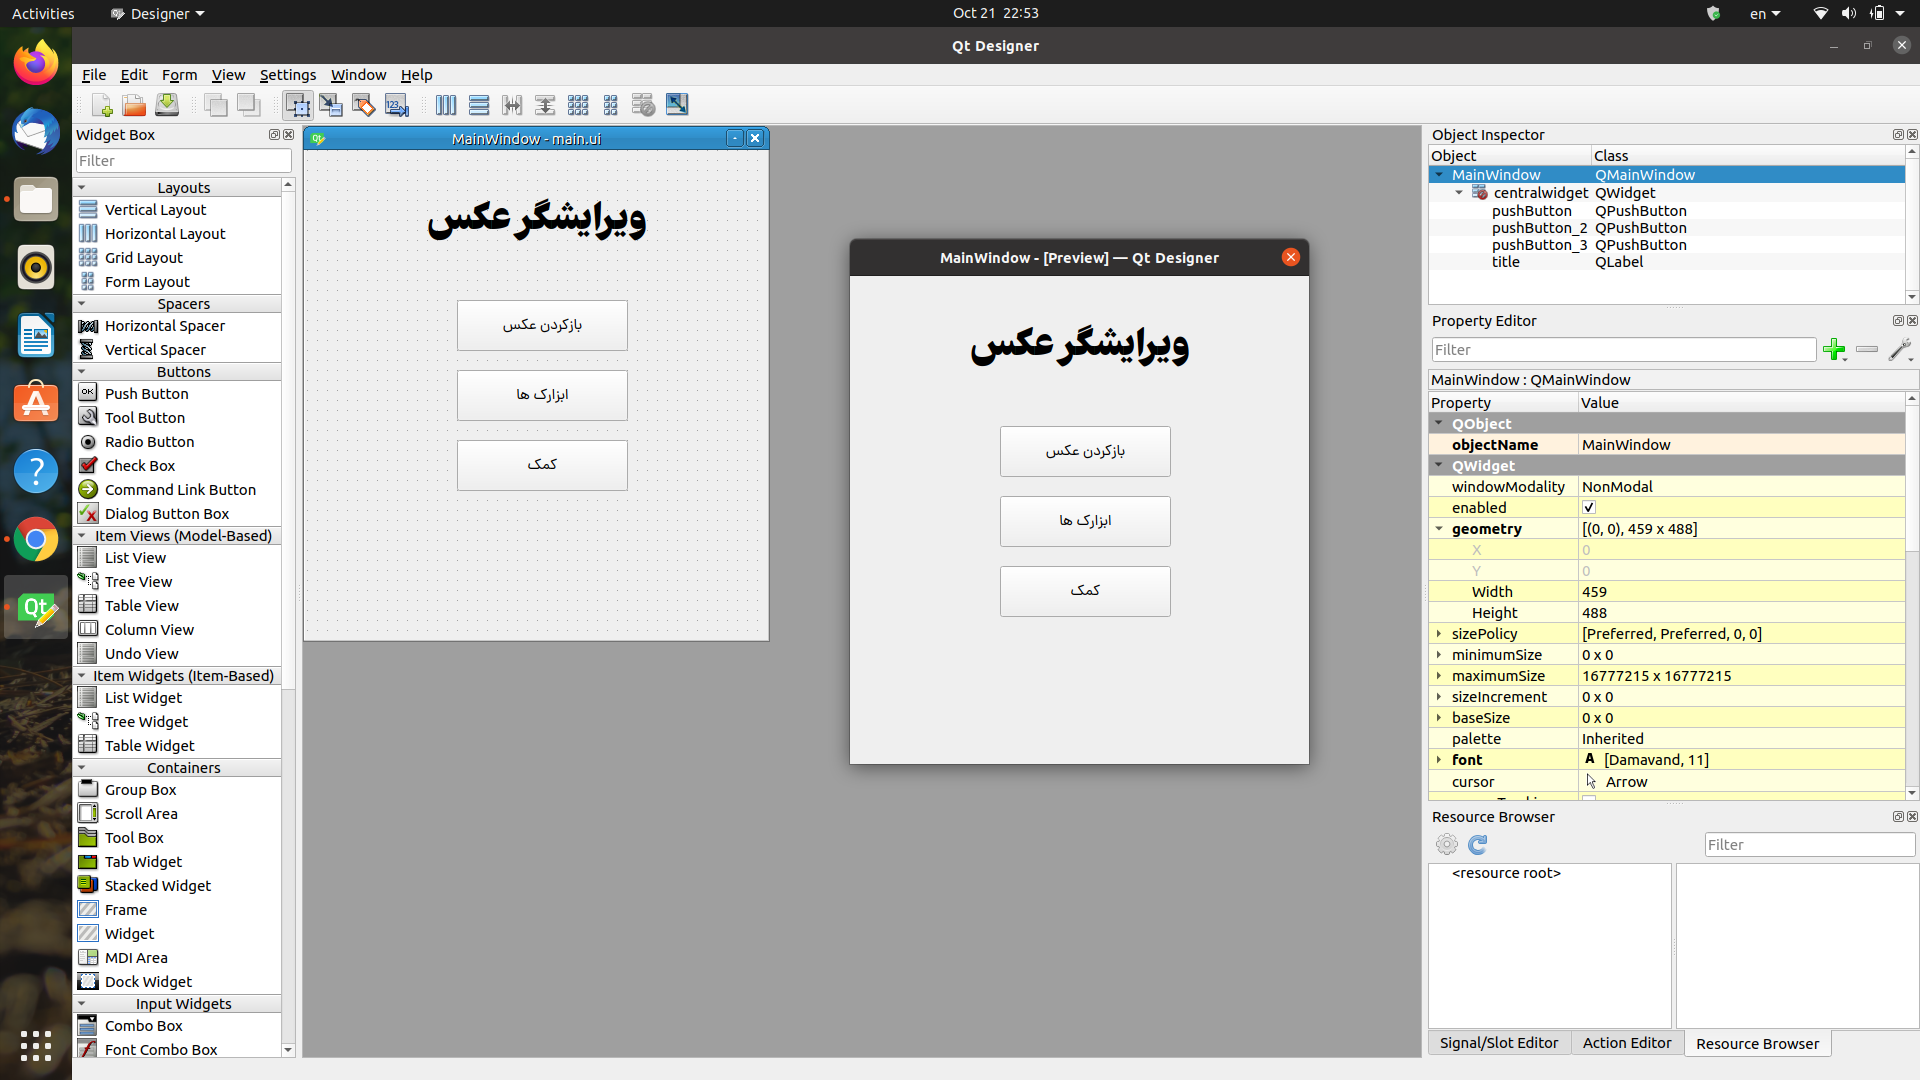 Activities
Designer
Oct 21 22:53
en
Qt Designer
File Edit Form View Settings Window Help
Widget Box
Filter
Layouts
Vertical Layout
Horizontal Layout
Grid Layout
Form Layout
Spacers
Horizontal Spacer
Vertical Spacer
Buttons
Push Button
Tool Button
Radio Button
Check Box
Command Link Button
Dialog Button Box
Item Views (Model-Based)
List View
Tree View
Table View
Column View
Undo View
Item Widgets (Item-Based)
List Widget
Tree Widget
Table Widget
Containers
Group Box
Scroll Area
Tool Box
Tab Widget
Stacked Widget
Frame
Widget
MDI Area
Dock Widget
Input Widgets
Combo Box
Font Combo Box
MainWindow - main.ui
ویرایشگر عکس
بازکردن عکس
ابزارک ها
کمک
MainWindow - [Preview] — Qt Designer
ویرایشگر عکس
بازکردن عکس
ابزارک ها
کمک
Object Inspector
Object Class
MainWindow QMainWindow
centralwidget QWidget
pushButton QPushButton
pushButton_2 QPushButton
pushButton_3 QPushButton
title QLabel
Property Editor
Filter
MainWindow : QMainWindow
Property Value
QObject
objectName MainWindow
QWidget
windowModality NonModal
enabled
geometry [(0, 0), 459 x 488]
X 0
Y 0
Width 459
Height 488
sizePolicy [Preferred, Preferred, 0, 0]
minimumSize 0 x 0
maximumSize 16777215 x 16777215
sizeIncrement 0 x 0
baseSize 0 x 0
palette Inherited
font A [Damavand, 11]
cursor Arrow
Resource Browser
Filter
<resource root>
Signal/Slot Editor
Action Editor
Resource Browser